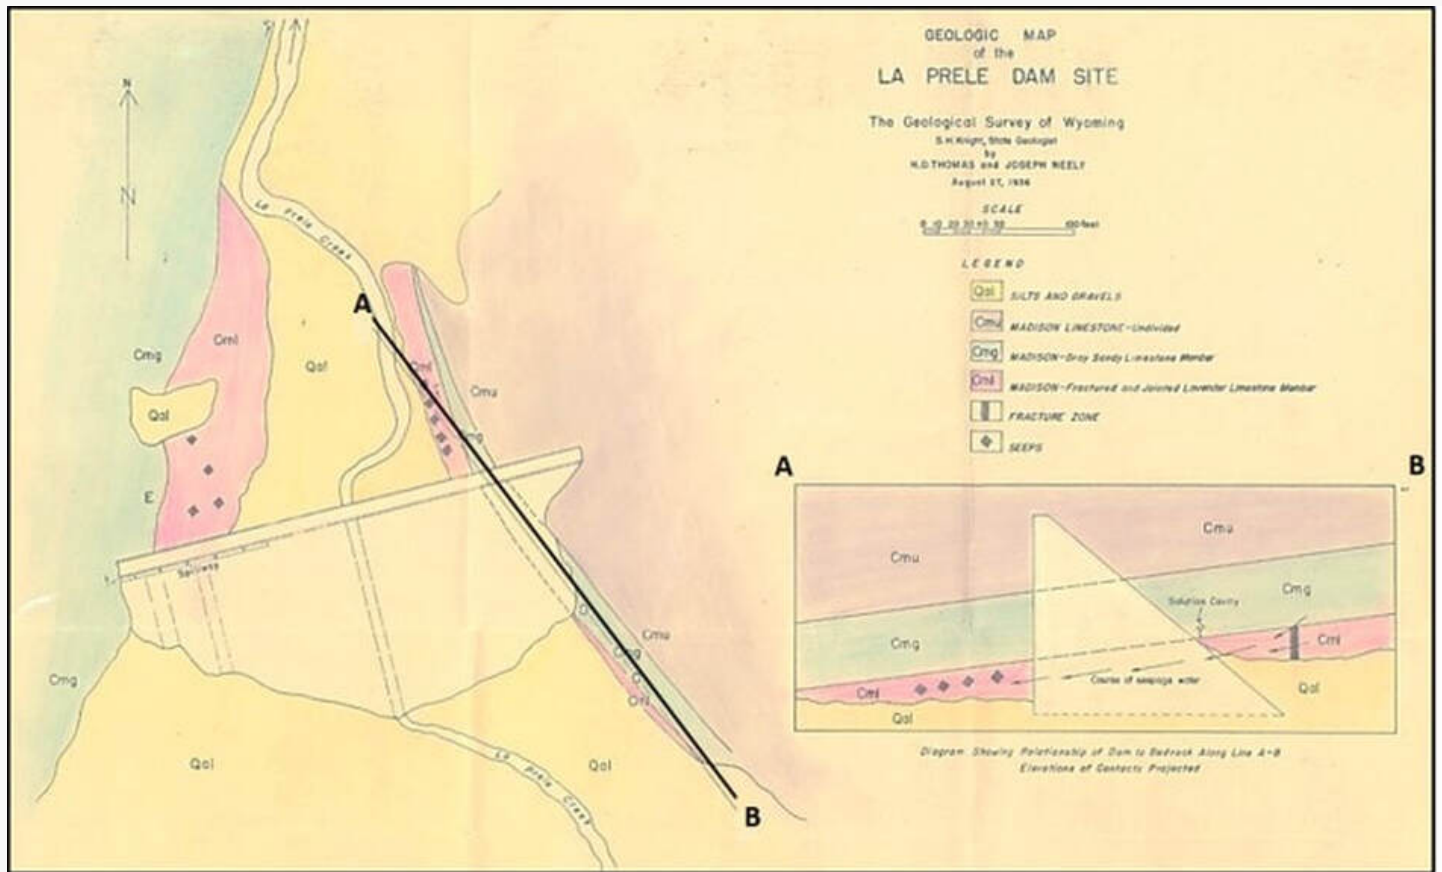 GEOLOGIC MAP
of the
LA PRELE DAM SITE
The Geological Survey of Wyoming
S.H. Knight, State Geologist
by
H.D. THOMAS and JOSEPH NEELY
August 27, 1936
SCALE
100 feet
LEGEND
Qal SILTS AND GRAVELS
Cmu MADISON LIMESTONE-Undivided
Cmg MADISON-Gray Sandy Limestone Member
Cml MADISON-Fractured and Jointed Lavender Limestone Member
FRACTURE ZONE
SEEPS
N
N
La Prele Creek
A
Cmg
Cml
Qal
Cml
Cmu
Qal
Cmg
E
Spillway
Cmu
Cmg
Cmg
Cml
Qal
Qal
La Prele Creek
B
A
B
Cmu
Cmu
Cmg
Solution Cavity
Cmg
Cml
Cml
Course of seepage water
Qal
Qal
Diagram Showing Relationship of Dam to Bedrock Along Line A-B
Elevations of Contacts Projected